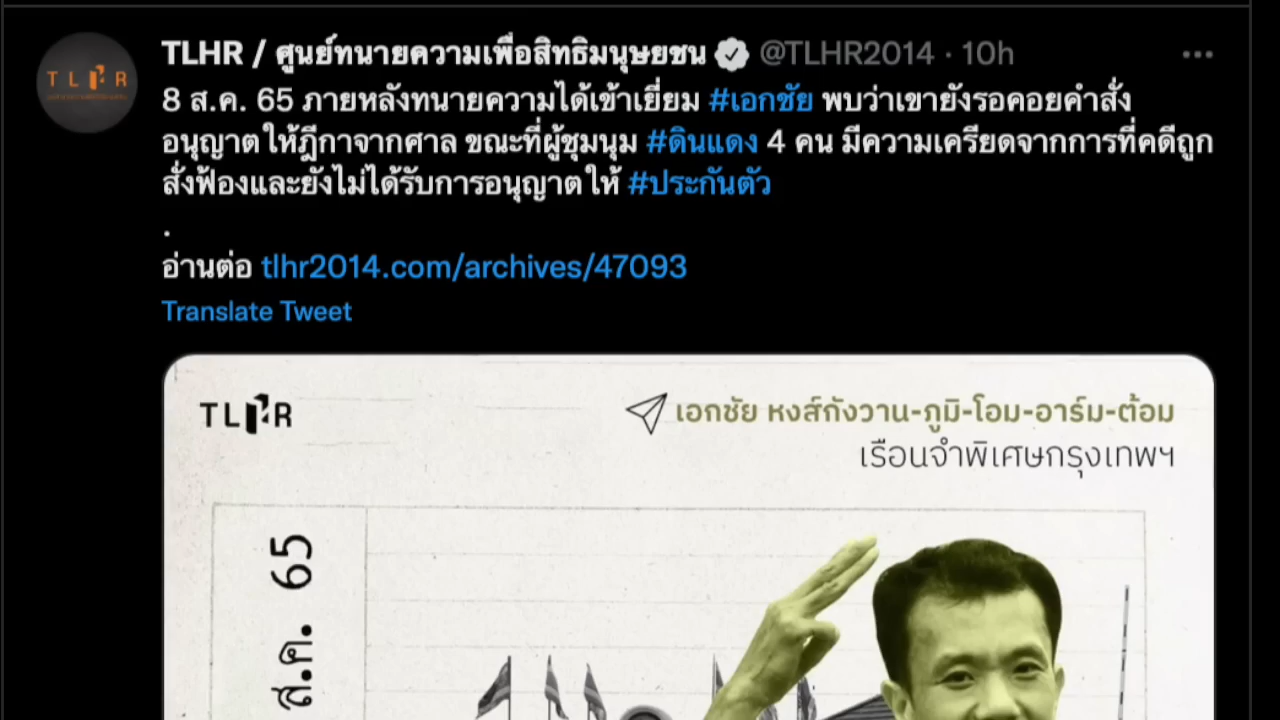 TLHR / ศูนย์ทนายความเพื่อสิทธิมนุษยชน @TLHR2014 · 10h
8 ส.ค. 65 ภายหลังทนายความได้เข้าเยี่ยม #เอกชัย พบว่าเขายังรอคอยคำสั่ง
อนุญาตให้ฎีกาจากศาล ขณะที่ผู้ชุมนุม #ดินแดง 4 คน มีความเครียดจากการที่คดีถูก
สั่งฟ้องและยังไม่ได้รับการอนุญาตให้ #ประกันตัว
.
อ่านต่อ tlhr2014.com/archives/47093
Translate Tweet
TLHR
เอกชัย หงส์กังวาน-ภูมิ-โอม-อาร์ม-ต้อม
เรือนจำพิเศษกรุงเทพฯ
ส.ค. 65